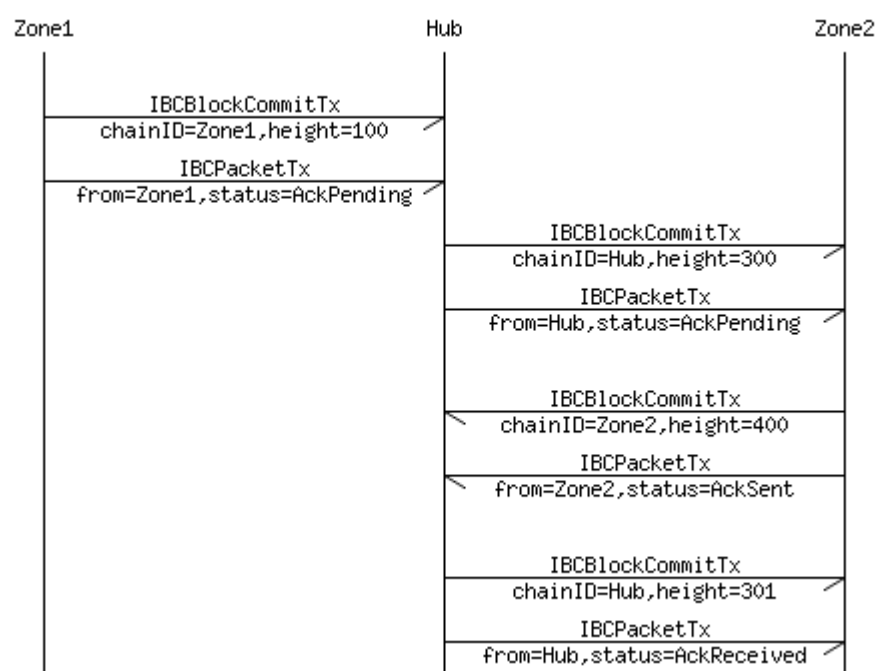 Zone1 Hub Zone2
IBCBlockCommitTx
chainID=Zone1,height=100
IBCPacketTx
from=Zone1,status=AckPending
IBCBlockCommitTx
chainID=Hub,height=300
IBCPacketTx
from=Hub,status=AckPending
IBCBlockCommitTx
chainID=Zone2,height=400
IBCPacketTx
from=Zone2,status=AckSent
IBCBlockCommitTx
chainID=Hub,height=301
IBCPacketTx
from=Hub,status=AckReceived